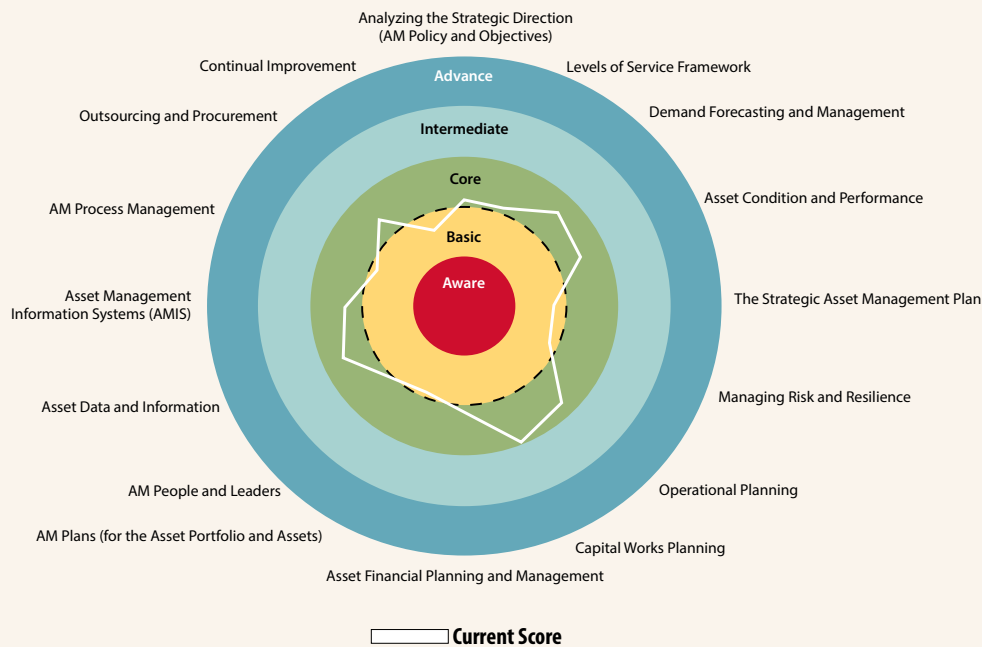 Analyzing the Strategic Direction
(AM Policy and Objectives)
Continual Improvement
Levels of Service Framework
Advance
Outsourcing and Procurement
Demand Forecasting and Management
Intermediate
Core
Asset Condition and Performance
AM Process Management
Basic
Aware
Asset Management
Information Systems (AMIS)
The Strategic Asset Management Plan
Managing Risk and Resilience
Asset Data and Information
AM People and Leaders
Operational Planning
AM Plans (for the Asset Portfolio and Assets)
Capital Works Planning
Asset Financial Planning and Management
Current Score